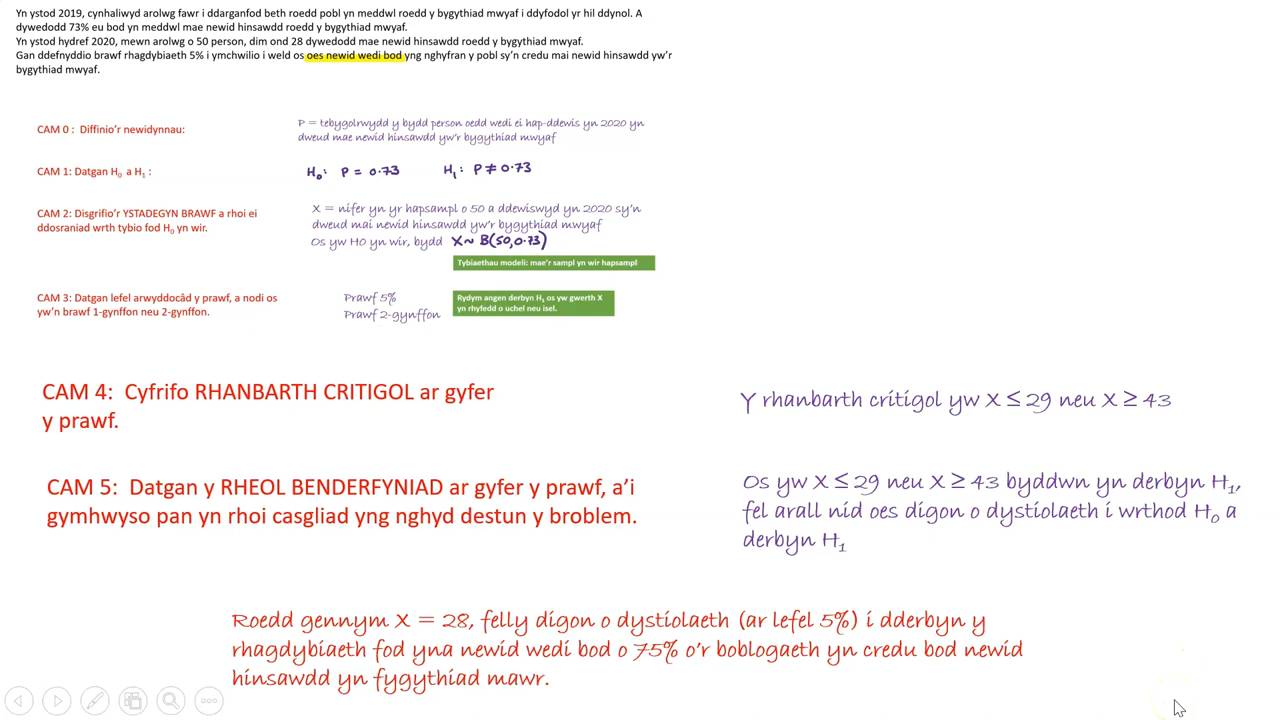 Yn ystod 2019, cynhaliwyd arolwg fawr i ddarganfod beth roedd pobl yn meddwl roedd y bygythiad mwyaf i ddyfodol yr hil ddynol. A
dywedodd 73% eu bod yn meddwl mae newid hinsawdd roedd y bygythiad mwyaf.
Yn ystod hydref 2020, mewn arolwg o 50 person, dim ond 28 dywedodd mae newid hinsawdd roedd y bygythiad mwyaf.
Gan ddefnyddio brawf rhagdybiaeth 5% i ymchwilio i weld os oes newid wedi bod yng nghyfran y pobl sy'n credu mai newid hinsawdd yw'r
bygythiad mwyaf.
CAM 0 : Diffinio'r newidynnau:
P = tebygolrwydd y bydd person oedd wedi ei hap-ddewis yn 2020 yn
dweud mae newid hinsawdd yw'r bygythiad mwyaf
CAM 1: Datgan H₀ a H₁ :
H₀: P = 0.73 H₁: P ≠ 0.73
CAM 2: Disgrifio'r YSTADEGYN BRAWF a rhoi ei
ddosraniad wrth tybio fod H₀ yn wir.
X = nifer yn yr hapsampl o 50 a ddewiswyd yn 2020 sy'n
dweud mai newid hinsawdd yw'r bygythiad mwyaf
Os yw H0 yn wir, bydd X ~ B(50,0.73)
Tybiaethau modeli: mae'r sampl yn wir hapsampl
CAM 3: Datgan lefel arwyddocâd y prawf, a nodi os
yw'n brawf 1-gynffon neu 2-gynffon.
Prawf 5%
Prawf 2-gynffon
Rydym angen derbyn H₁ os yw gwerth X
yn rhyfedd o uchel neu isel.
CAM 4: Cyfrifo RHANBARTH CRITIGOL ar gyfer
y prawf.
Y rhanbarth critigol yw X ≤ 29 neu X ≥ 43
CAM 5: Datgan y RHEOL BENDERFYNIAD ar gyfer y prawf, a'i
gymhwyso pan yn rhoi casgliad yng nghyd destun y broblem.
Os yw X ≤ 29 neu X ≥ 43 byddwn yn derbyn H₁,
fel arall nid oes digon o dystiolaeth i wrthod H₀ a
derbyn H₁
Roedd gennym X = 28, felly digon o dystiolaeth (ar lefel 5%) i dderbyn y
rhagdybiaeth fod yna newid wedi bod o 75% o'r boblogaeth yn credu bod newid
hinsawdd yn fygythiad mawr.